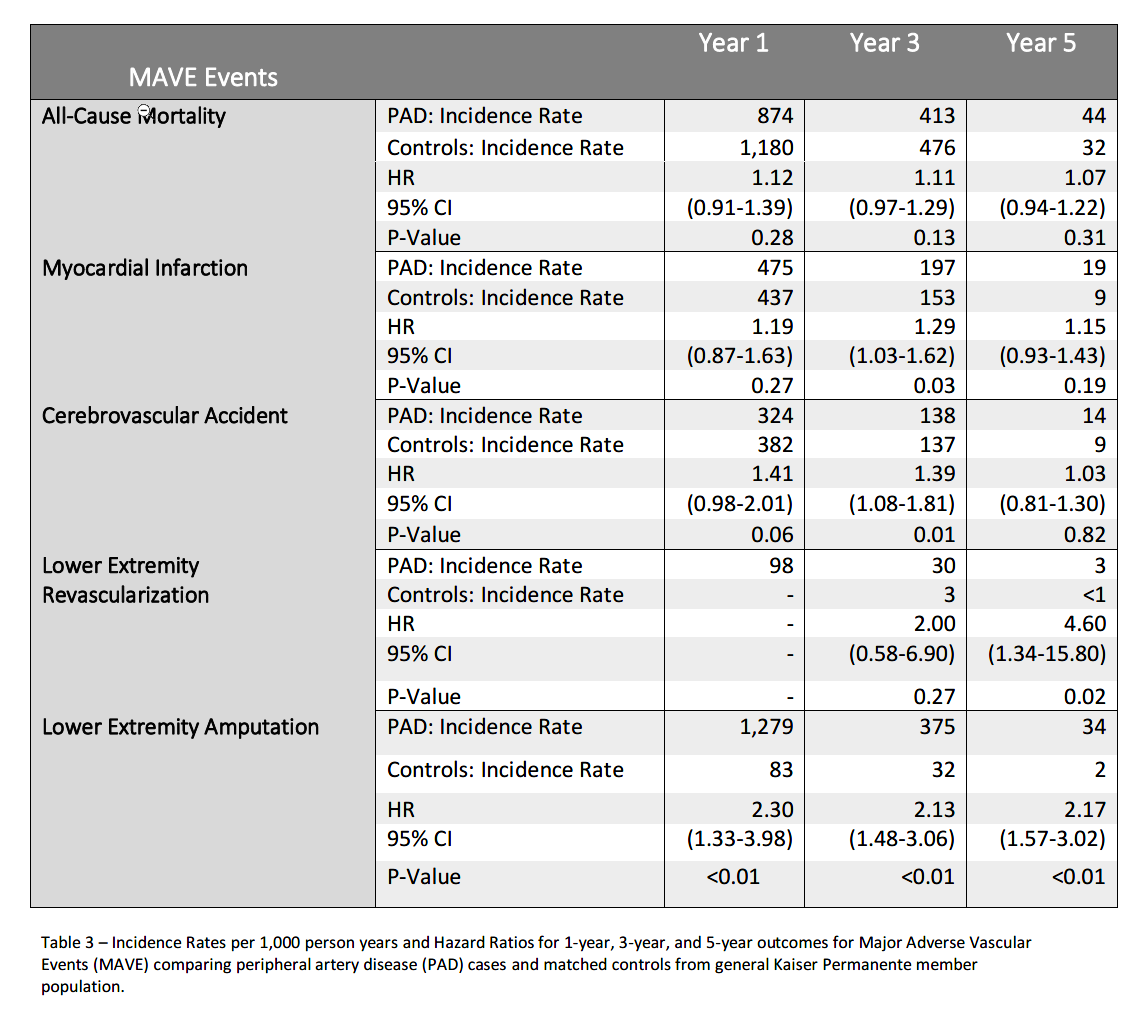 Year 1 Year 3 Year 5
MAVE Events
All-Cause Mortality PAD: Incidence Rate 874 413 44
Controls: Incidence Rate 1,180 476 32
HR 1.12 1.11 1.07
95% CI (0.91-1.39) (0.97-1.29) (0.94-1.22)
P-Value 0.28 0.13 0.31
Myocardial Infarction PAD: Incidence Rate 475 197 19
Controls: Incidence Rate 437 153 9
HR 1.19 1.29 1.15
95% CI (0.87-1.63) (1.03-1.62) (0.93-1.43)
P-Value 0.27 0.03 0.19
Cerebrovascular Accident PAD: Incidence Rate 324 138 14
Controls: Incidence Rate 382 137 9
HR 1.41 1.39 1.03
95% CI (0.98-2.01) (1.08-1.81) (0.81-1.30)
P-Value 0.06 0.01 0.82
Lower Extremity PAD: Incidence Rate 98 30 3
Revascularization Controls: Incidence Rate - 3 <1
HR - 2.00 4.60
95% CI - (0.58-6.90) (1.34-15.80)
P-Value - 0.27 0.02
Lower Extremity Amputation PAD: Incidence Rate 1,279 375 34
Controls: Incidence Rate 83 32 2
HR 2.30 2.13 2.17
95% CI (1.33-3.98) (1.48-3.06) (1.57-3.02)
P-Value <0.01 <0.01 <0.01
Table 3 – Incidence Rates per 1,000 person years and Hazard Ratios for 1-year, 3-year, and 5-year outcomes for Major Adverse Vascular
Events (MAVE) comparing peripheral artery disease (PAD) cases and matched controls from general Kaiser Permanente member
population.